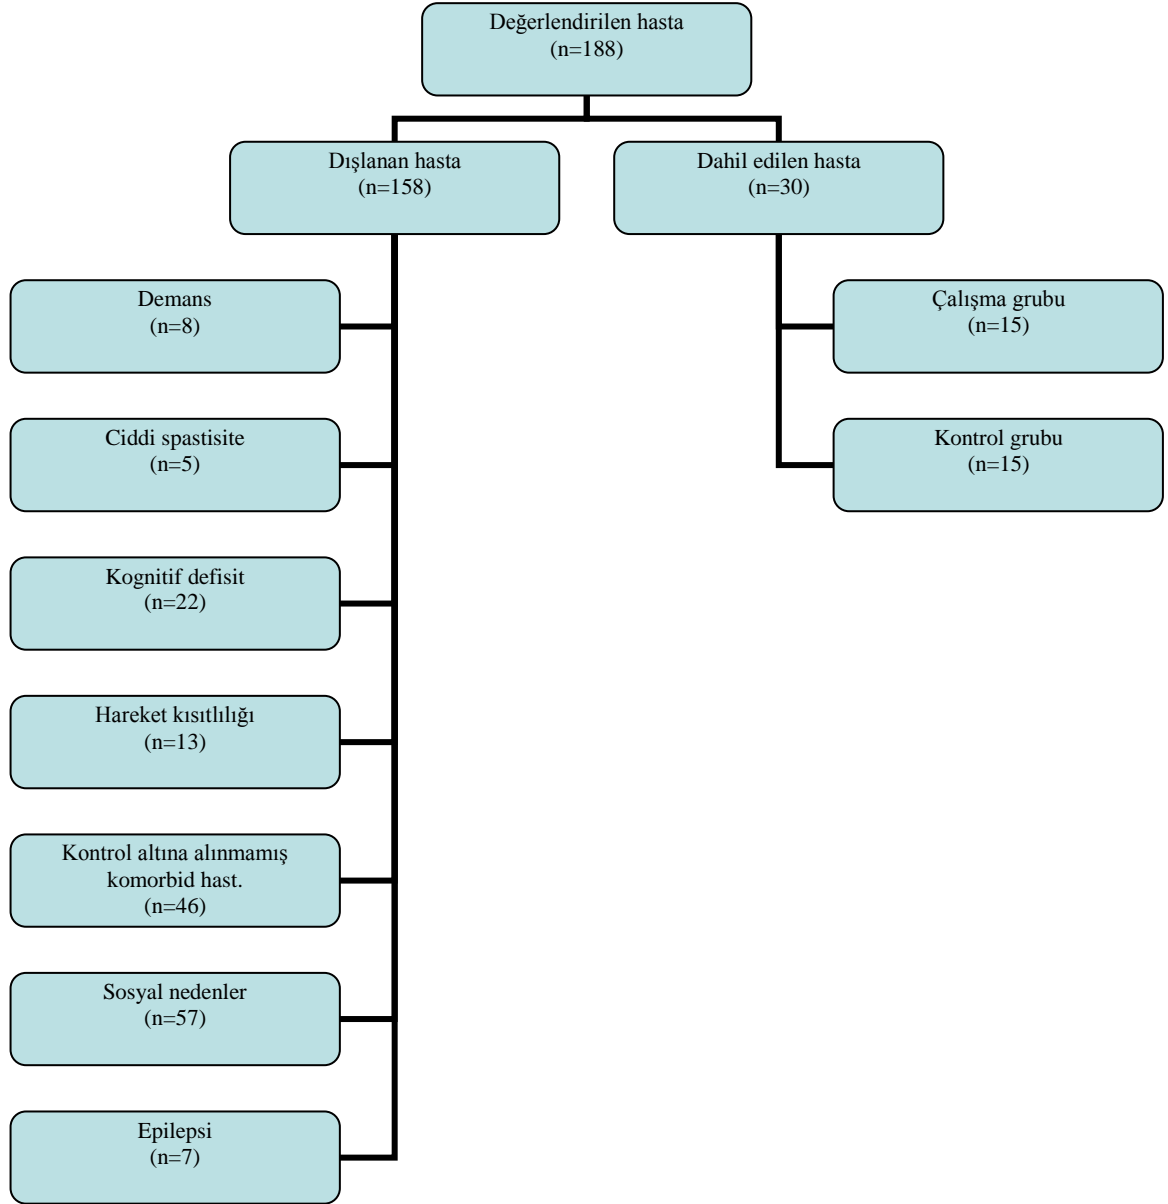 Değerlendirilen hasta
(n=188)
Dışlanan hasta
(n=158)
Dahil edilen hasta
(n=30)
Demans
(n=8)
Çalışma grubu
(n=15)
Ciddi spastisite
(n=5)
Kontrol grubu
(n=15)
Kognitif defisit
(n=22)
Hareket kısıtlılığı
(n=13)
Kontrol altına alınmamış
komorbid hast.
(n=46)
Sosyal nedenler
(n=57)
Epilepsi
(n=7)